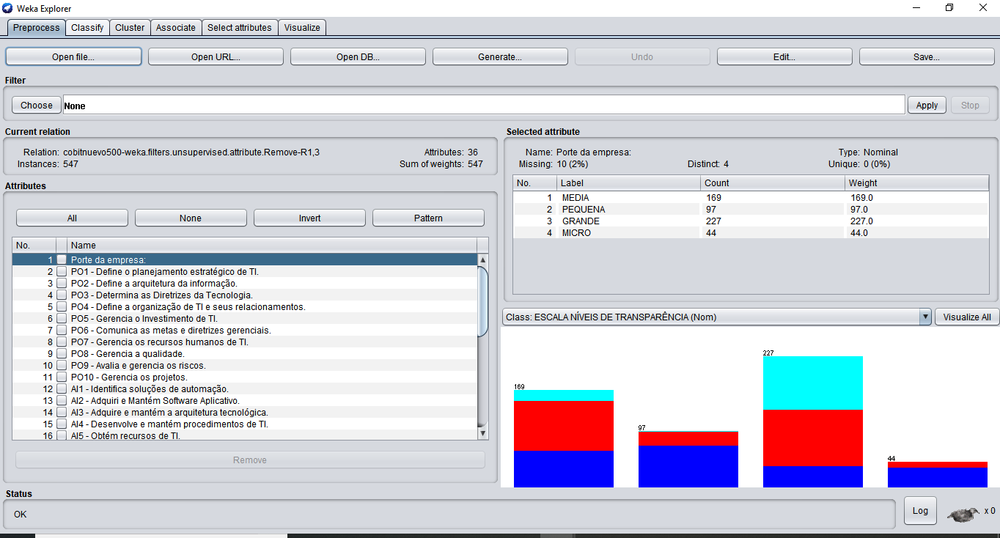 Weka Explorer
Preprocess Classify Cluster Associate Select attributes Visualize
Open file... Open URL... Open DB... Generate... Undo Edit... Save...
Filter
Choose None Apply Stop
Current relation
Relation: cobitnuevo500-weka.filters.unsupervised.attribute.Remove-R1,3 Attributes: 36
Instances: 547 Sum of weights: 547
Attributes
All None Invert Pattern
No. Name
1 Porte da empresa:
2 PO1 - Define o planejamento estratégico de TI.
3 PO2 - Define a arquitetura da informação.
4 PO3 - Determina as Diretrizes da Tecnologia.
5 PO4 - Define a organização de TI e seus relacionamentos.
6 PO5 - Gerencia o Investimento de TI.
7 PO6 - Comunica as metas e diretrizes gerenciais.
8 PO7 - Gerencia os recursos humanos de TI.
9 PO8 - Gerencia a qualidade.
10 PO9 - Avalia e gerencia os riscos.
11 PO10 - Gerencia os projetos.
12 AI1 - Identifica soluções de automação.
13 AI2 - Adquiri e Mantém Software Aplicativo.
14 AI3 - Adquire e mantém a arquitetura tecnológica.
15 AI4 - Desenvolve e mantém procedimentos de TI.
16 AI5 - Obtém recursos de TI.
Remove
Selected attribute
Name: Porte da empresa: Type: Nominal
Missing: 10 (2%) Distinct: 4 Unique: 0 (0%)
No. Label Count Weight
1 MEDIA 169 169.0
2 PEQUENA 97 97.0
3 GRANDE 227 227.0
4 MICRO 44 44.0
Class: ESCALA NÍVEIS DE TRANSPARÊNCIA (Nom) Visualize All
169
97
227
44
Status
OK
Log x 0